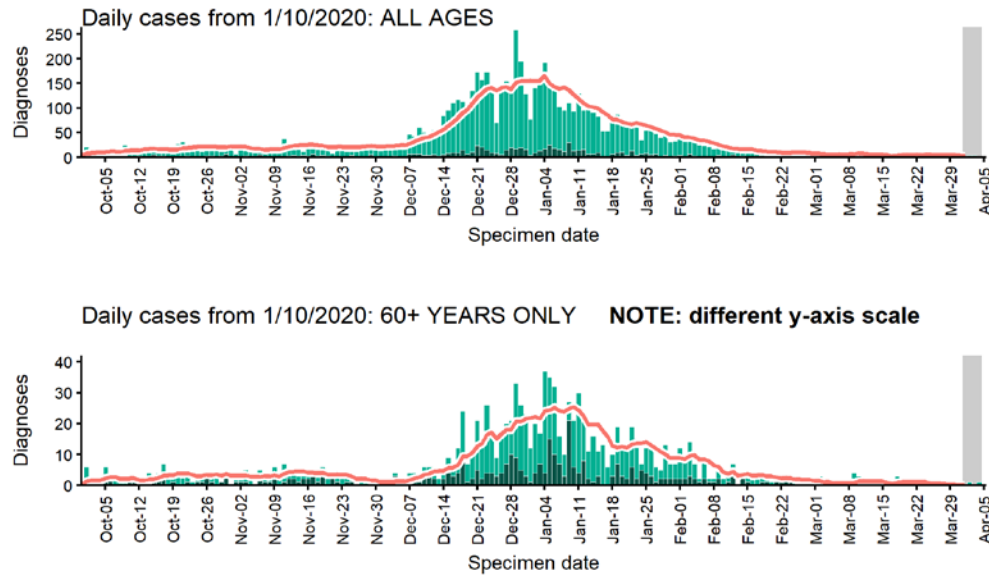 Daily cases from 1/10/2020: ALL AGES
Diagnoses
250
200
150
100
50
0
Oct-05 Oct-12 Oct-19 Oct-26 Nov-02 Nov-09 Nov-16 Nov-23 Nov-30 Dec-07 Dec-14 Dec-21 Dec-28 Jan-04 Jan-11 Jan-18 Jan-25 Feb-01 Feb-08 Feb-15 Feb-22 Mar-01 Mar-08 Mar-15 Mar-22 Mar-29 Apr-05
Specimen date
Daily cases from 1/10/2020: 60+ YEARS ONLY NOTE: different y-axis scale
Diagnoses
40
30
20
10
0
Oct-05 Oct-12 Oct-19 Oct-26 Nov-02 Nov-09 Nov-16 Nov-23 Nov-30 Dec-07 Dec-14 Dec-21 Dec-28 Jan-04 Jan-11 Jan-18 Jan-25 Feb-01 Feb-08 Feb-15 Feb-22 Mar-01 Mar-08 Mar-15 Mar-22 Mar-29 Apr-05
Specimen date